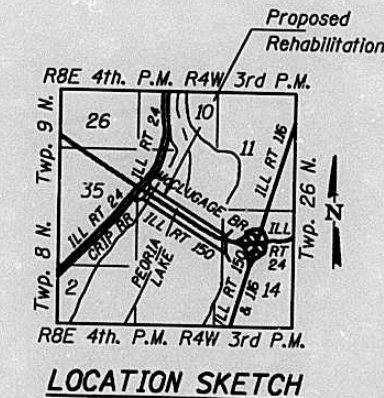 Proposed
Rehabilitation
R8E 4th. P.M. R4W 3rd P.M.
Twp. 9 N.
26
10
11
ILL RT 24
ILL RT 116
Twp. 26 N.
35
McCLUGAGE BR
ILL RT 24
CRIP BR
ILL RT 150
ILL
RT
24
N
Twp. 8 N.
2
PEORIA
LAKE
ILL RT 150
& 116
14
R8E 4th. P.M. R4W 3rd P.M.
LOCATION SKETCH